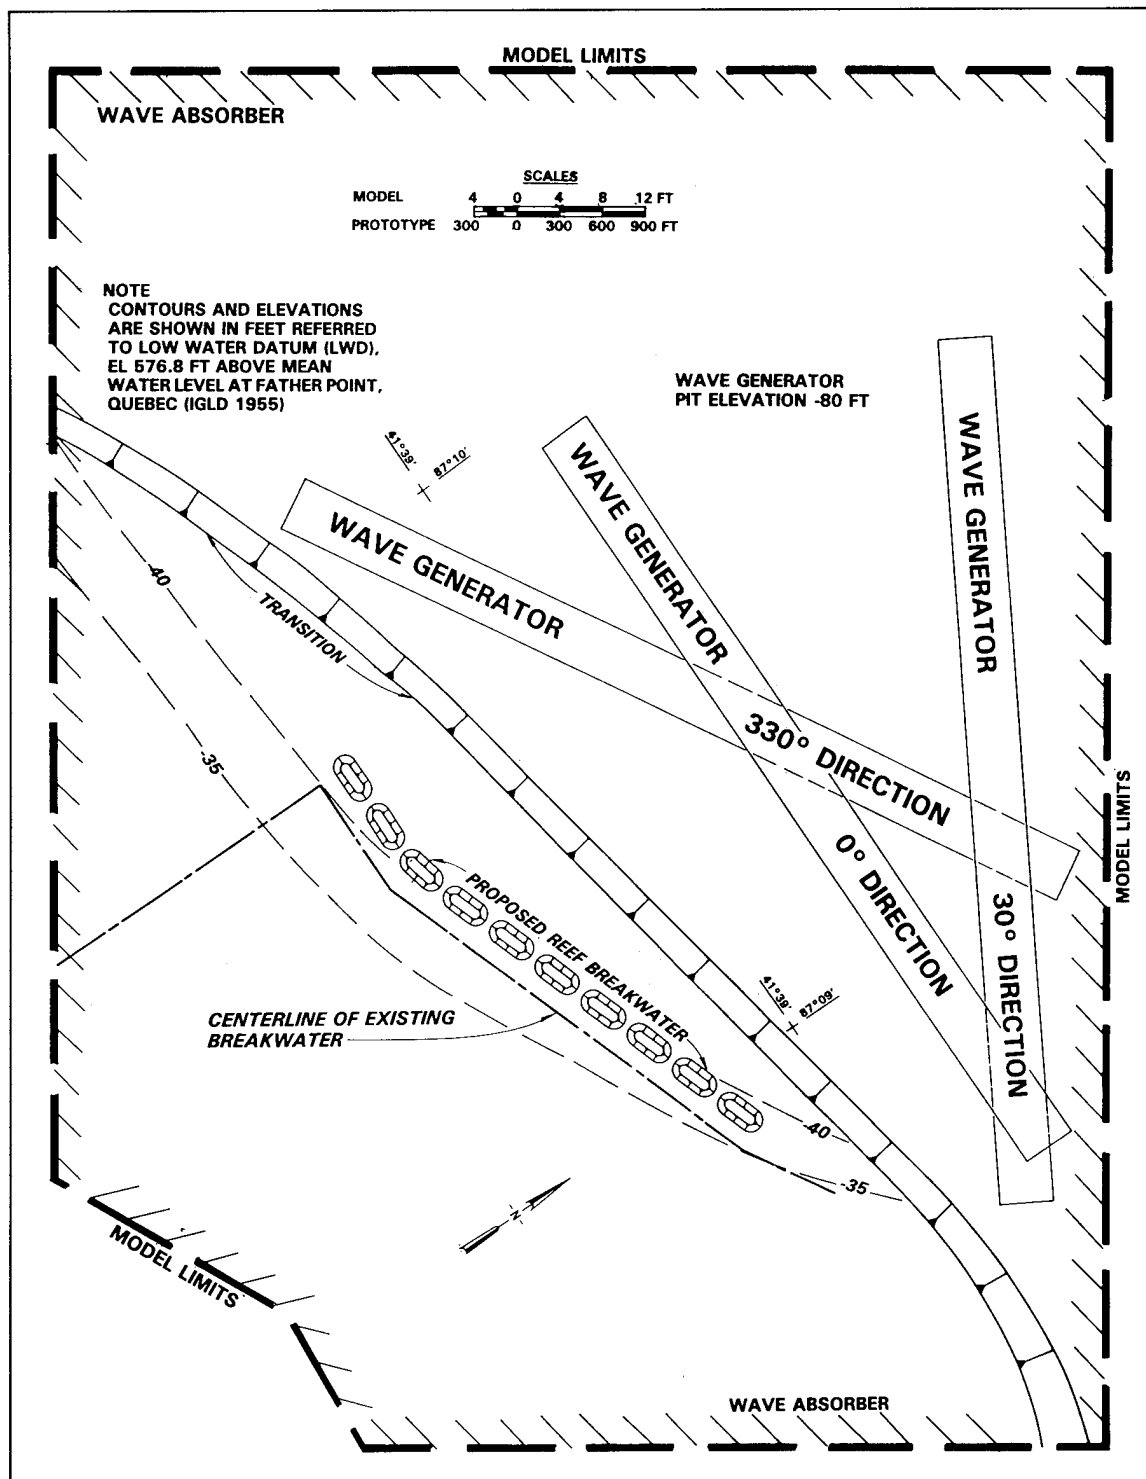 MODEL LIMITS
WAVE ABSORBER
SCALES
MODEL 4 0 4 8 12 FT
PROTOTYPE 300 0 300 600 900 FT
NOTE
CONTOURS AND ELEVATIONS
ARE SHOWN IN FEET REFERRED
TO LOW WATER DATUM (LWD),
EL 576.8 FT ABOVE MEAN
WATER LEVEL AT FATHER POINT,
QUEBEC (IGLD 1955)
WAVE GENERATOR
PIT ELEVATION -80 FT
41°39'
87°10'
WAVE GENERATOR
330° DIRECTION
WAVE GENERATOR
0° DIRECTION
WAVE GENERATOR
30° DIRECTION
-40
TRANSITION
-35
MODEL LIMITS
PROPOSED REEF BREAKWATER
41°39'
87°09'
CENTERLINE OF EXISTING
BREAKWATER
-40
-35
N
MODEL LIMITS
WAVE ABSORBER